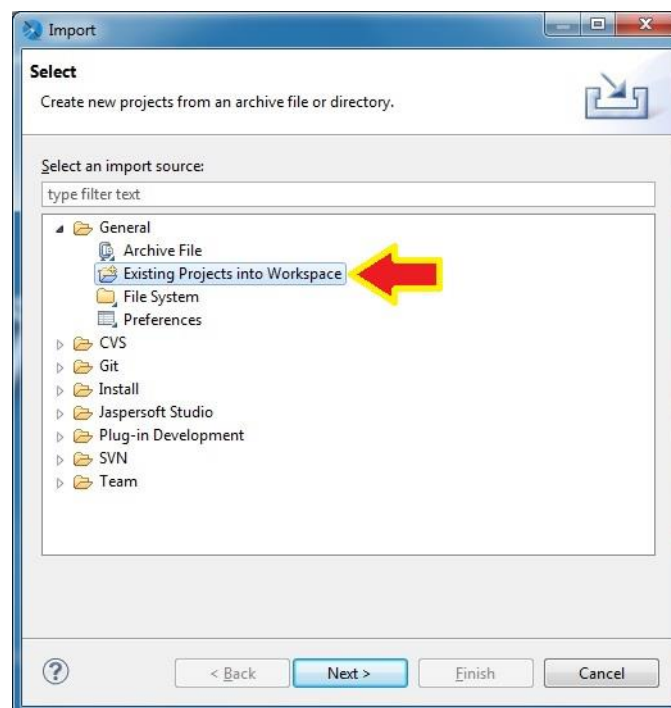 Import
Select
Create new projects from an archive file or directory.
Select an import source:
type filter text
General
Archive File
Existing Projects into Workspace
File System
Preferences
CVS
Git
Install
Jaspersoft Studio
Plug-in Development
SVN
Team
? < Back Next > Finish Cancel